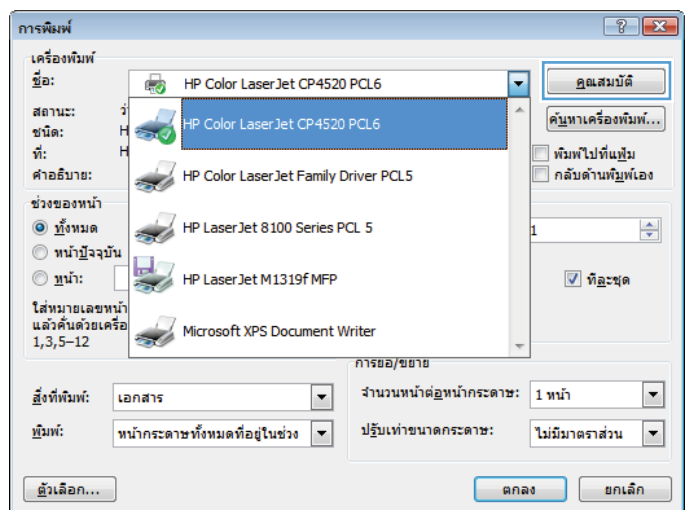 การพิมพ์
เครื่องพิมพ์
ชื่อ:
HP Color LaserJet CP4520 PCL6
คุณสมบัติ
สถานะ:
ชนิด:
ที่:
คำอธิบาย:
HP Color LaserJet CP4520 PCL6
HP Color LaserJet Family Driver PCL5
HP LaserJet 8100 Series PCL 5
HP LaserJet M1319f MFP
Microsoft XPS Document Writer
ค้นหาเครื่องพิมพ์...
พิมพ์ไปที่แฟ้ม
กลับด้านพิมพ์เอง
ช่วงของหน้า
ทั้งหมด
1
หน้าปัจจุบัน
หน้า:
ทีละชุด
ใส่หมายเลขหน้า
แล้วคั่นด้วยเครื่อ
1,3,5–12
การย่อ/ขยาย
สิ่งที่พิมพ์: เอกสาร
จำนวนหน้าต่อหน้ากระดาษ: 1 หน้า
พิมพ์: หน้ากระดาษทั้งหมดที่อยู่ในช่วง
ปรับเท่าขนาดกระดาษ: ไม่มีมาตราส่วน
ตัวเลือก...
ตกลง
ยกเลิก